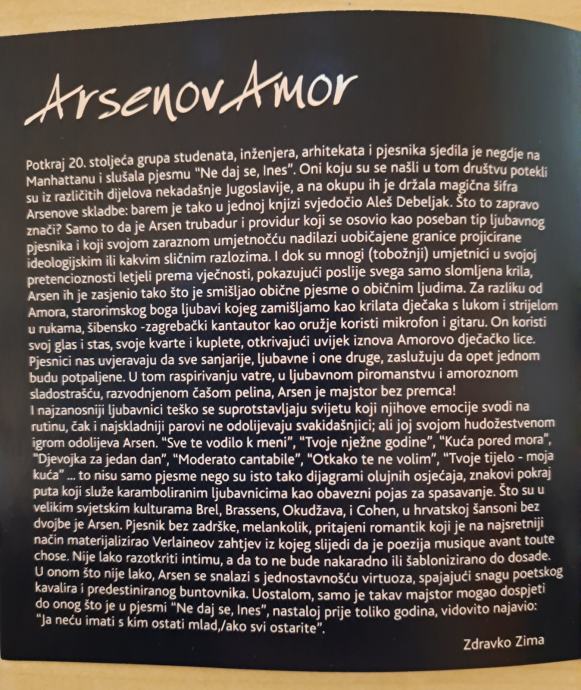 Arsenov Amor
Potkraj 20. stoljeća grupa studenata, inženjera, arhitekata i pjesnika sjedila je negdje na
Manhattanu i slušala pjesmu "Ne daj se, Ines". Oni koju su se našli u tom društvu potekli
su iz različitih dijelova nekadašnje Jugoslavije, a na okupu ih je držala magična šifra
Arsenove skladbe: barem je tako u jednoj knjizi svjedočio Aleš Debeljak. Što to zapravo
znači? Samo to da je Arsen trubadur i providur koji se osovio kao poseban tip ljubavnog
pjesnika i koji svojom zaraznom umjetnoćću nadilazi uobičajene granice projicirane
ideologijskim ili kakvim sličnim razlozima. I dok su mnogi (tobožnji) umjetnici u svojoj
pretencioznosti letjeli prema vječnosti, pokazujući poslije svega samo slomljena krila,
Arsen ih je zasjenio tako što je smišljao obične pjesme o običnim ljudima. Za razliku od
Amora, starorimskog boga ljubavi kojeg zamišljamo kao krilata dječaka s lukom i strijelom
u rukama, šibensko -zagrebački kantautor kao oružje koristi mikrofon i gitaru. On koristi
svoj glas i stas, svoje kvarte i kuplete, otkrivajući uvijek iznova Amorovo dječačko lice.
Pjesnici nas uvjeravaju da sve sanjarije, ljubavne i one druge, zaslužuju da opet jednom
budu potpaljene. U tom raspirivanju vatre, u ljubavnom piromanstvu i amoroznom
sladostrašću, razvodnjenom čašom pelina, Arsen je majstor bez premca!
I najzanosniji ljubavnici teško se suprotstavljaju svijetu koji njihove emocije svodi na
rutinu, čak i najskladniji parovi ne odolijevaju svakidašnjici; ali joj svojom hudožestvenom
igrom odolijeva Arsen. "Sve te vodilo k meni", "Tvoje nježne godine", "Kuća pored mora",
"Djevojka za jedan dan", "Moderato cantabile", "Otkako te ne volim", "Tvoje tijelo - moja
kuća" ... to nisu samo pjesme nego su isto tako dijagrami olujnih osjećaja, znakovi pokraj
puta koji služe karamboliranim ljubavnicima kao obavezni pojas za spasavanje. Što su u
velikim svjetskim kulturama Brel, Brassens, Okudžava, i Cohen, u hrvatskoj šansoni bez
dvojbe je Arsen. Pjesnik bez zadrške, melankolik, pritajeni romantik koji je na najsretniji
način materijalizirao Verlaineov zahtjev iz kojeg slijedi da je poezija musique avant toute
chose. Nije lako razotkriti intimu, a da to ne bude nakaradno ili šablonizirano do dosade.
U onom što nije lako, Arsen se snalazi s jednostavnošću virtuoza, spajajući snagu poetskog
kavalira i predestiniranog buntovnika. Uostalom, samo je takav majstor mogao dospjeti
do onog što je u pjesmi "Ne daj se, Ines", nastaloj prije toliko godina, vidovito najavio:
"Ja neću imati s kim ostati mlad,/ako svi ostarite".
Zdravko Zima